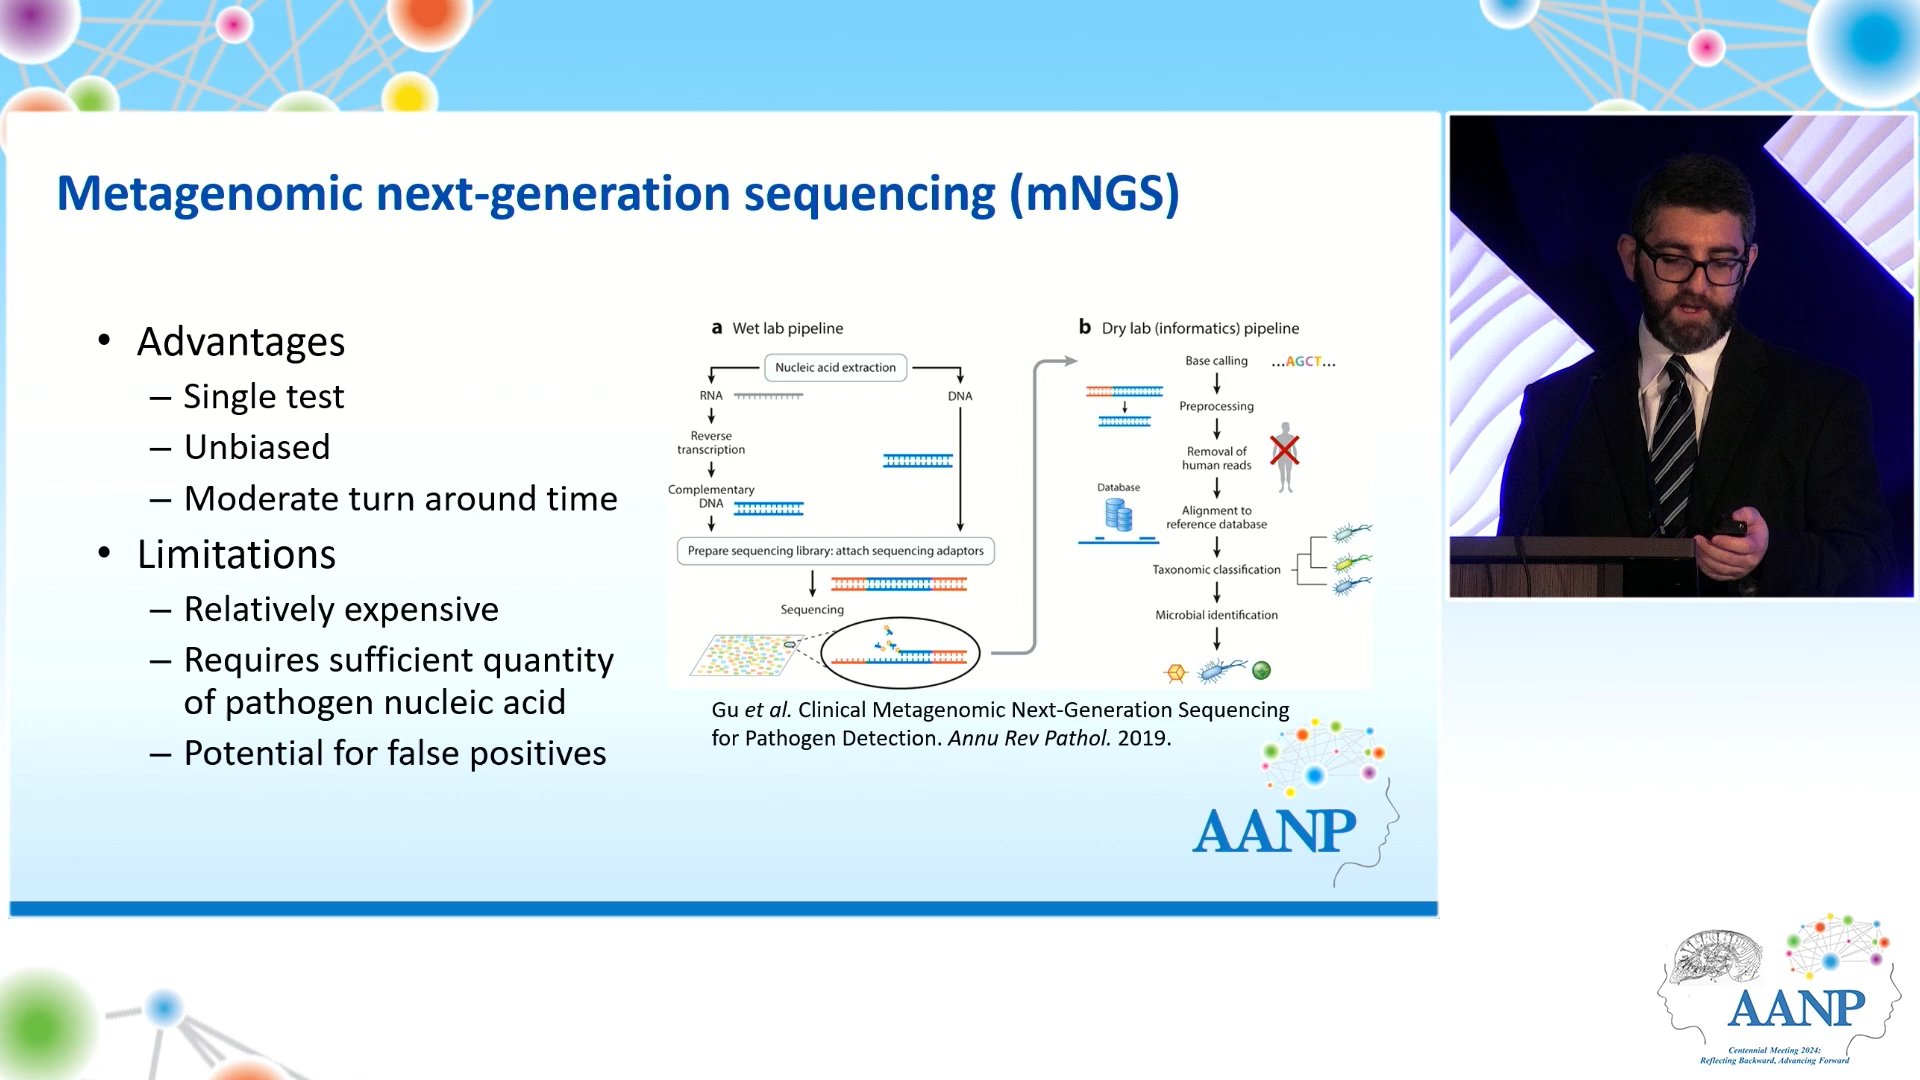 Metagenomic next-generation sequencing (mNGS)
• Advantages
– Single test
– Unbiased
– Moderate turn around time
• Limitations
– Relatively expensive
– Requires sufficient quantity
of pathogen nucleic acid
– Potential for false positives
a Wet lab pipeline
Nucleic acid extraction
RNA
DNA
Reverse
transcription
Complementary
DNA
Prepare sequencing library: attach sequencing adaptors
Sequencing
b Dry lab (informatics) pipeline
Base calling
...AGCT...
Preprocessing
Removal of
human reads
Database
Alignment to
reference database
Taxonomic classification
Microbial identification
Gu et al. Clinical Metagenomic Next-Generation Sequencing
for Pathogen Detection. Annu Rev Pathol. 2019.
AANP
AANP
Centennial Meeting 2024:
Reflecting Backward, Advancing Forward